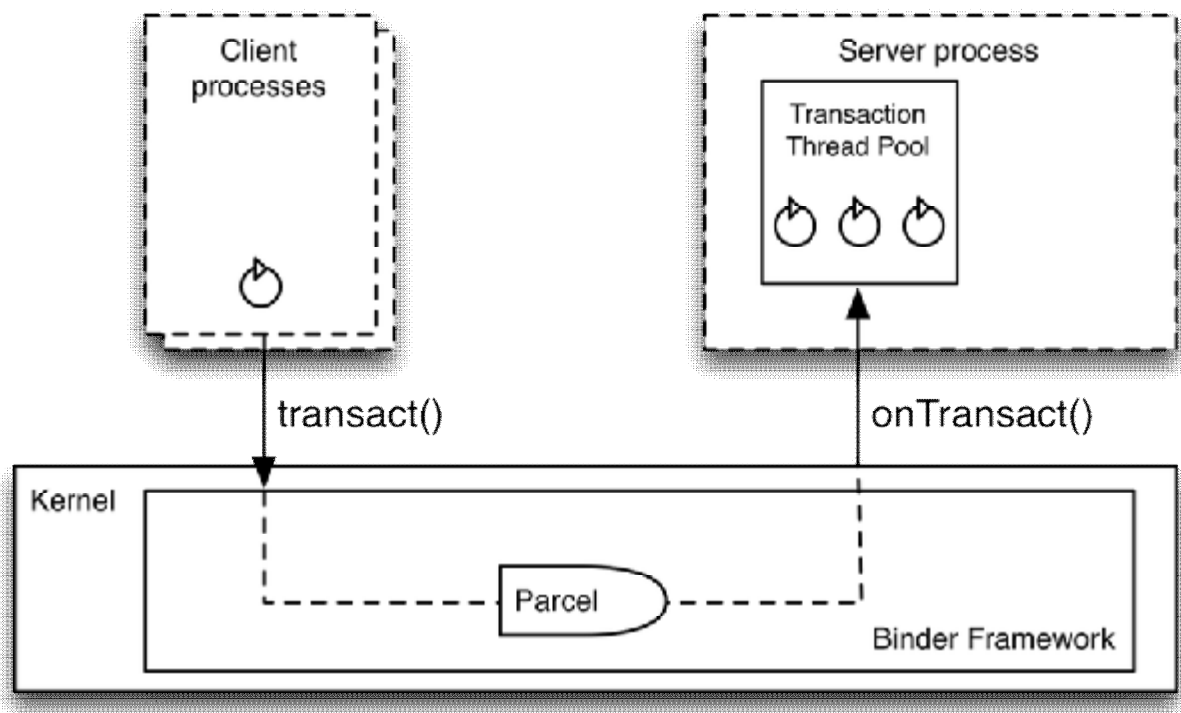 Client
processes
Server process
Transaction
Thread Pool
transact()
onTransact()
Kernel
Parcel
Binder Framework